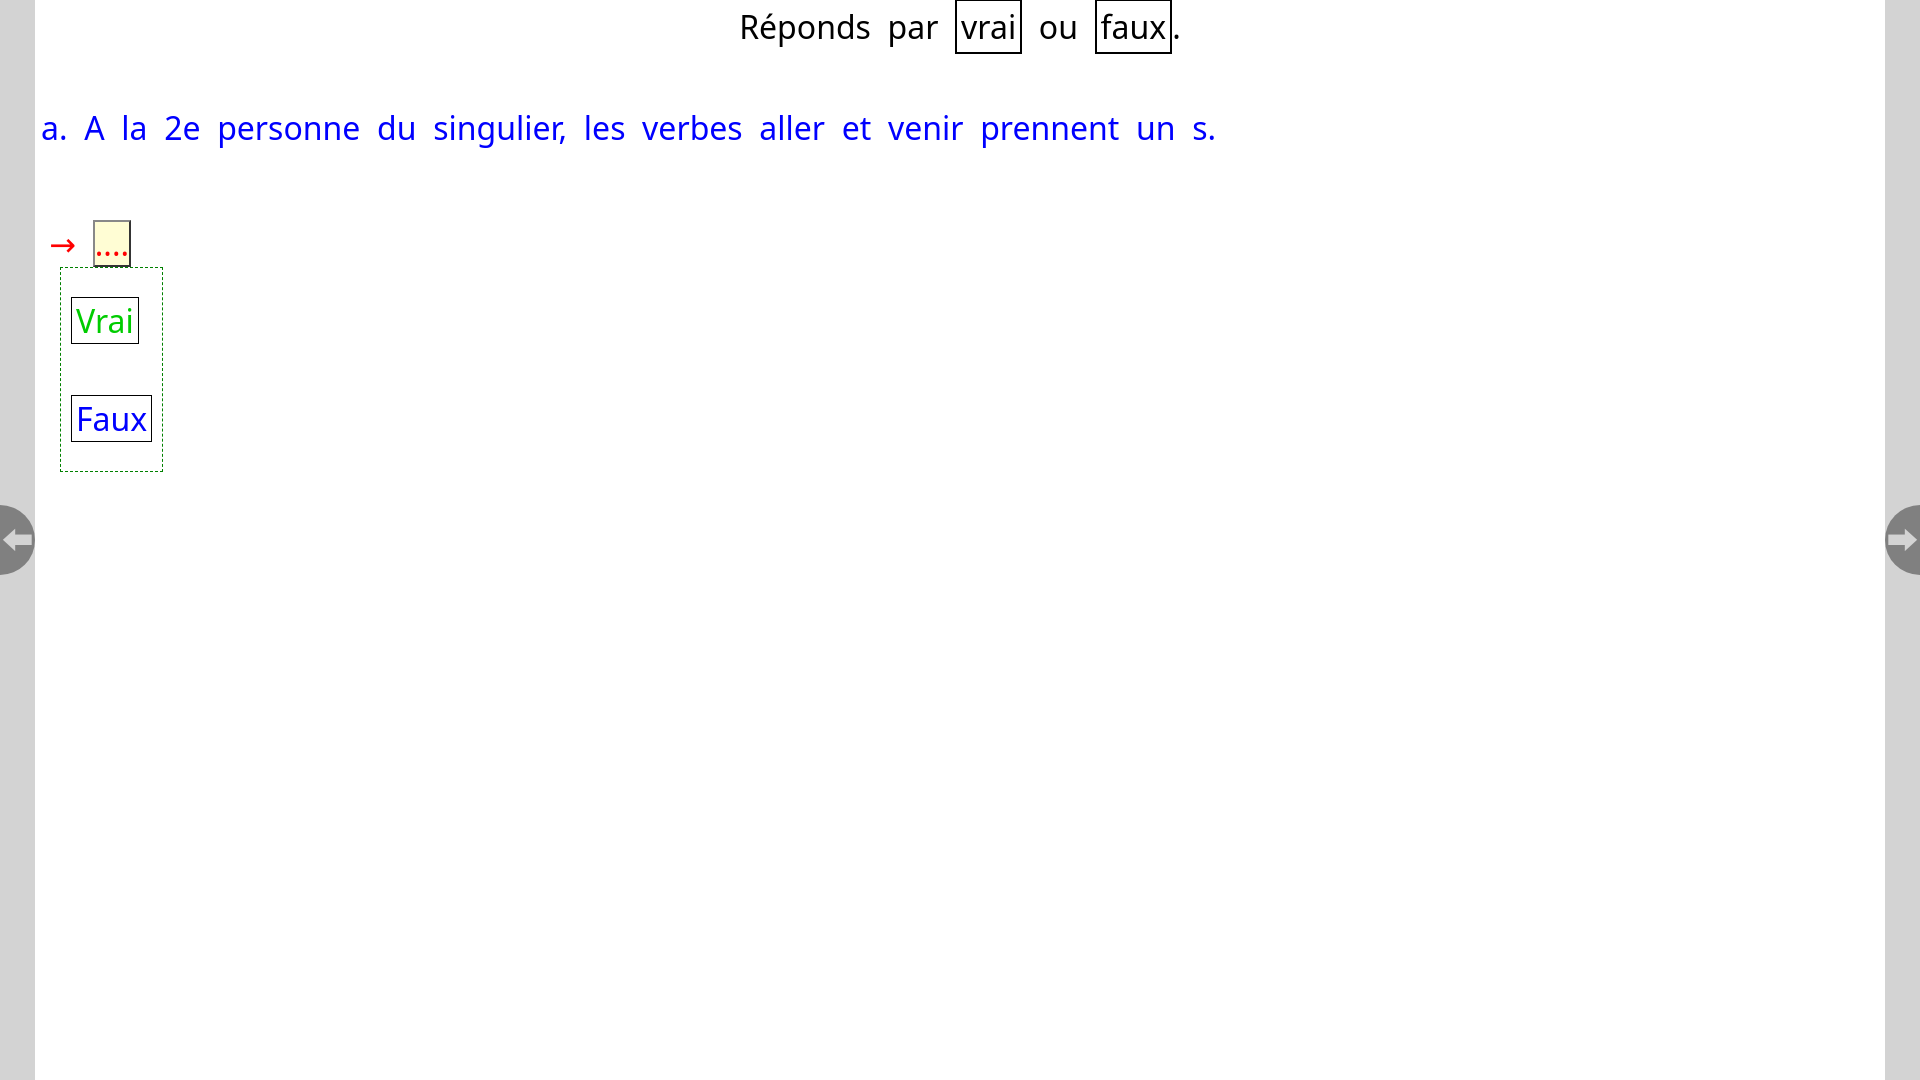 Réponds par vrai ou faux.
a. A la 2e personne du singulier, les verbes aller et venir prennent un s.
→ ....
Vrai
Faux